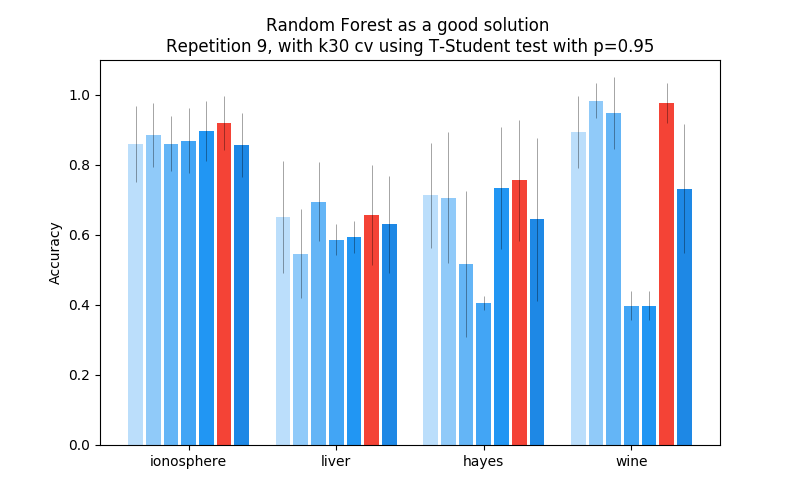 Random Forest as a good solution
Repetition 9, with k30 cv using T-Student test with p=0.95
Accuracy
1.0
0.8
0.6
0.4
0.2
0.0
ionosphere
liver
hayes
wine